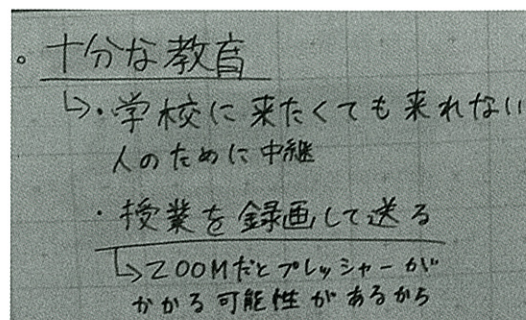 。十分な教育
↳・学校に来たくても来れない
人のために中継
・授業を録画して送る
↳ZOOMだとプレッシャーが
かかる可能性があるから